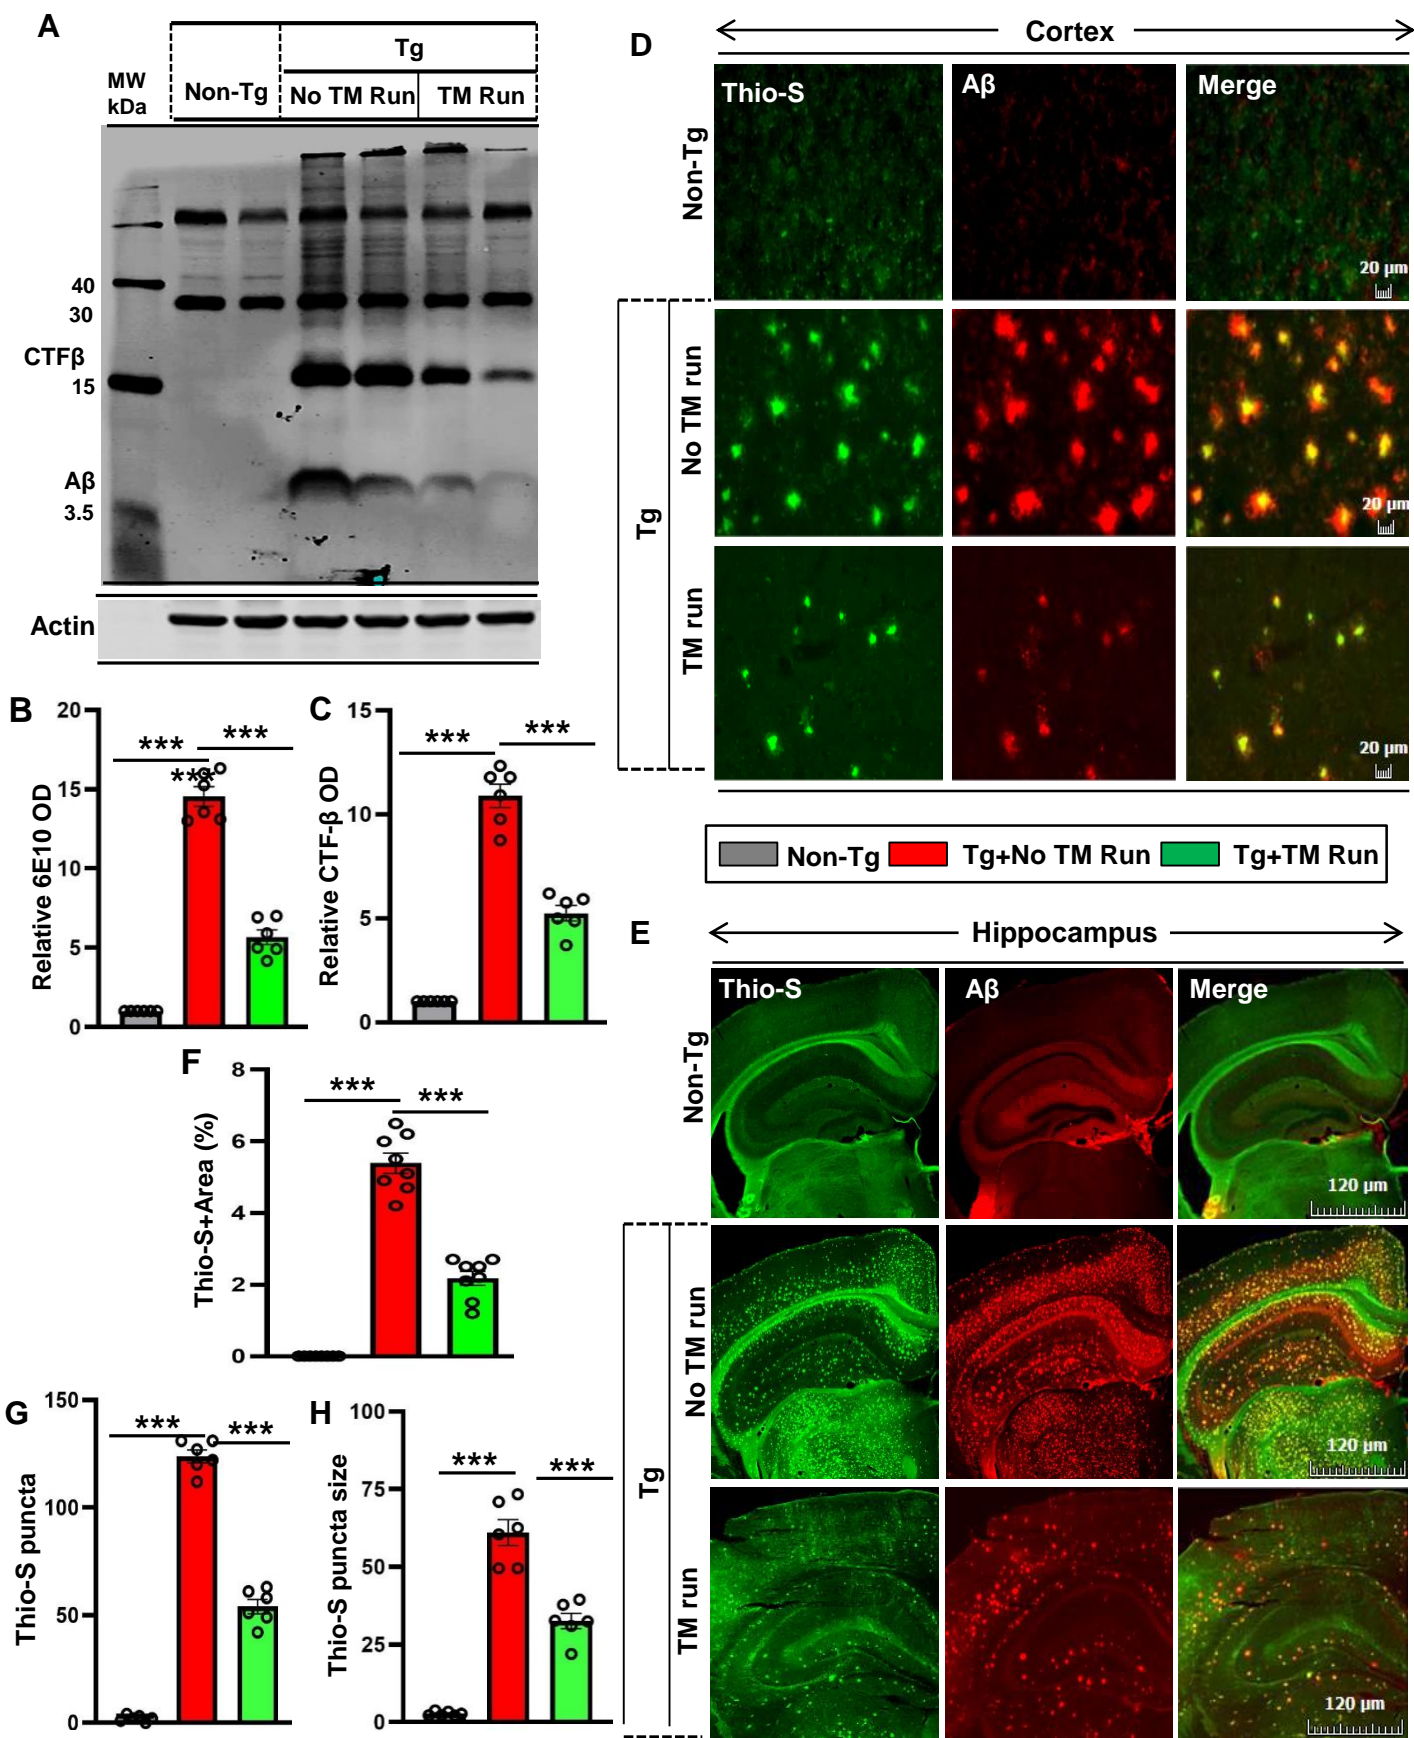 A
Tg
MW
kDa
Non-Tg
No TM Run
TM Run
40
30
CTFβ
15
Aβ
3.5
Actin
B
20
15
10
5
0
Relative 6E10 OD
***
***
***
C
15
10
5
0
Relative CTF-β OD
***
***
D
Cortex
Thio-S
Aβ
Merge
Non-Tg
20 µm
Tg
No TM run
20 µm
TM run
20 µm
Non-Tg
Tg+No TM Run
Tg+TM Run
E
Hippocampus
Thio-S
Aβ
Merge
Non-Tg
120 µm
Tg
No TM run
120 µm
TM run
120 µm
F
8
6
4
2
0
Thio-S+Area (%)
***
***
G
150
100
50
0
Thio-S puncta
***
***
H
100
75
50
25
0
Thio-S puncta size
***
***